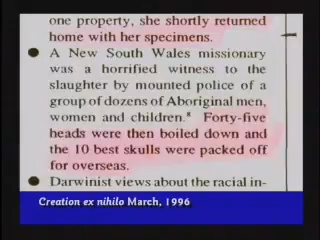 one property, she shortly returned
home with her specimens.
● A New South Wales missionary
was a horrified witness to the
slaughter by mounted police of a
group of dozens of Aboriginal men,
women and children.⁸ Forty-five
heads were then boiled down and
the 10 best skulls were packed off
for overseas.
● Darwinist views about the racial in-
Creation ex nihilo March, 1996